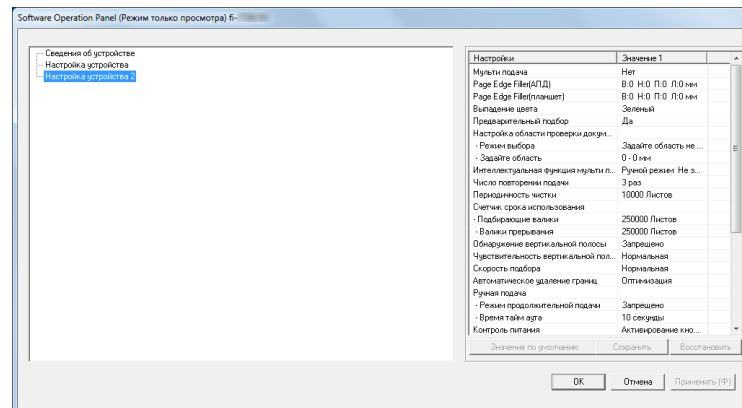 Software Operation Panel (Режим только просмотра) fi-
Сведения об устройстве
Настройка устройства
Настройка устройства 2
Настройки Значение 1
Мульти подача Нет
Page Edge Filler(АПД) В:0 Н:0 П:0 Л:0 мм
Page Edge Filler(планшет) В:0 Н:0 П:0 Л:0 мм
Выпадение цвета Зеленый
Предварительный подбор Да
Настройка области проверки докум...
- Режим выбора Задайте область не ...
- Задайте область 0 - 0 мм
Интеллектуальная функция мульти п... Ручной режим Не з...
Число повторении подачи 3 раз
Периодичность чистки 10000 Листов
Счетчик срока использования
- Подбирающие валики 250000 Листов
- Валики прерывания 250000 Листов
Обнаружение вертикальной полосы Запрещено
Чувствительность вертикальной пол... Нормальная
Скорость подбора Нормальная
Автоматическое удаление границ Оптимизация
Ручная подача
- Режим продолжительной подачи Запрещено
- Время тайм аута 10 секунды
Контроль питания Активирование кно...
Значение по умолчанию Сохранить Восстановить
OK Отмена Применить (Ф)